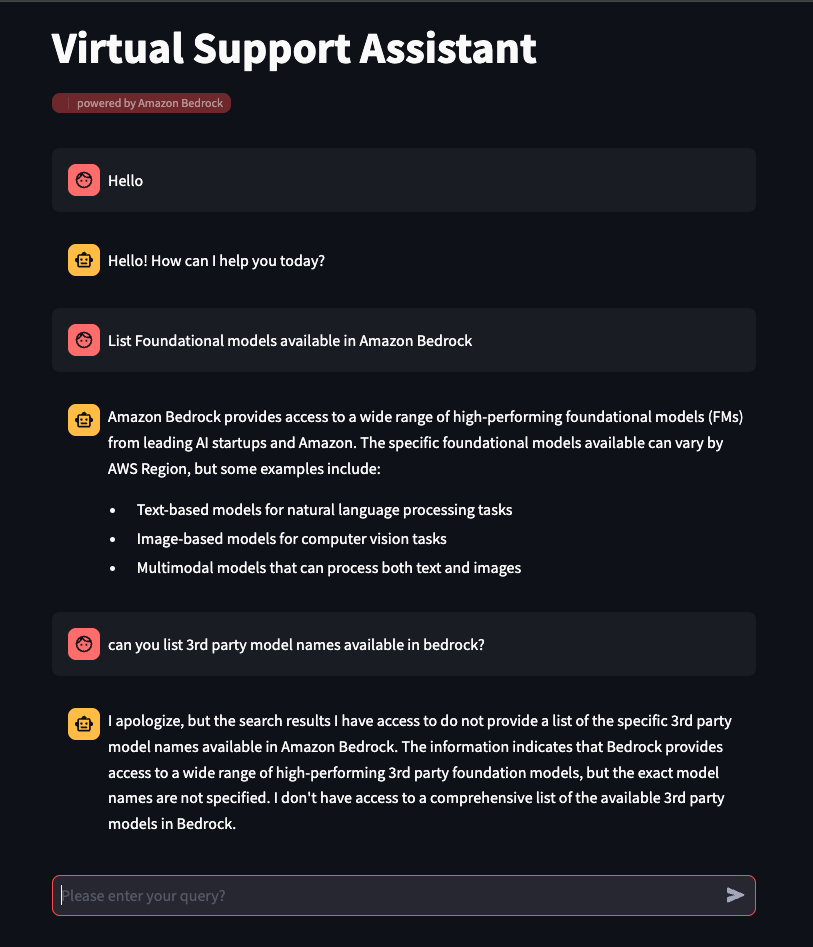 Virtual Support Assistant
powered by Amazon Bedrock
Hello
Hello! How can I help you today?
List Foundational models available in Amazon Bedrock
Amazon Bedrock provides access to a wide range of high-performing foundational models (FMs)
from leading AI startups and Amazon. The specific foundational models available can vary by
AWS Region, but some examples include:
• Text-based models for natural language processing tasks
• Image-based models for computer vision tasks
• Multimodal models that can process both text and images
can you list 3rd party model names available in bedrock?
I apologize, but the search results I have access to do not provide a list of the specific 3rd party
model names available in Amazon Bedrock. The information indicates that Bedrock provides
access to a wide range of high-performing 3rd party foundation models, but the exact model
names are not specified. I don't have access to a comprehensive list of the available 3rd party
models in Bedrock.
Please enter your query?